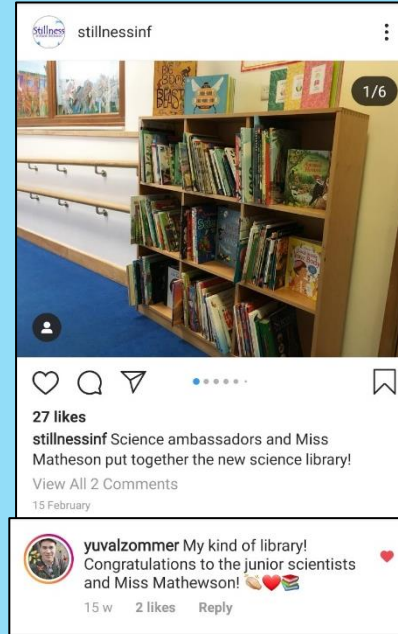 Stillness
stillnessinf
1/6
27 likes
stillnessinf Science ambassadors and Miss
Matheson put together the new science library!
View All 2 Comments
15 February
yuvalzommer My kind of library!
Congratulations to the junior scientists
and Miss Mathewson! 👏❤️📚
15 w 2 likes Reply